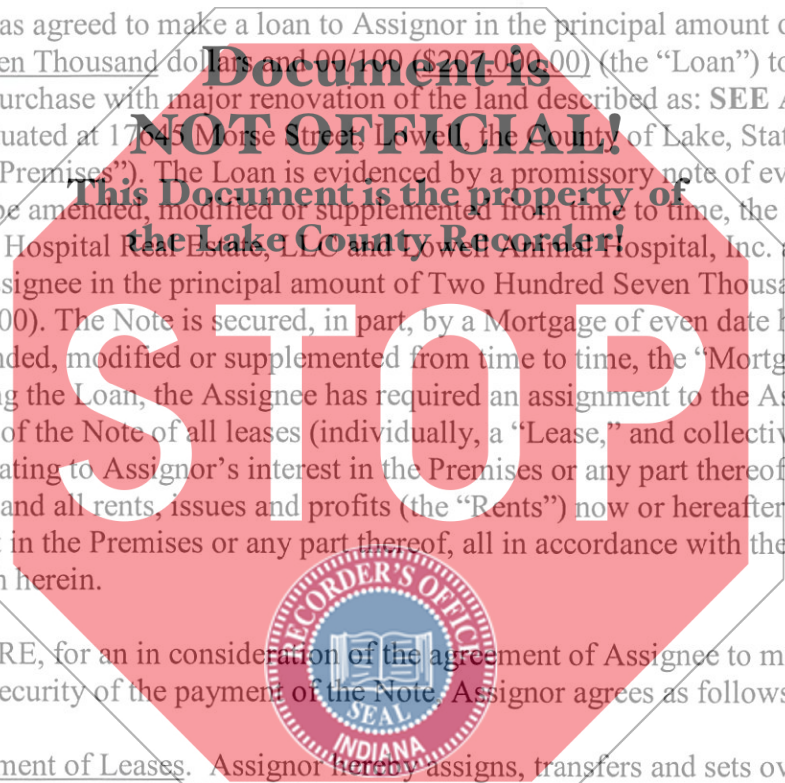 as agreed to make a loan to Assignor in the principal amount o
en Thousand dollars and 00/100 ($207,000.00) (the “Loan”) to
urchase with major renovation of the land described as: SEE A
uated at 17645 Morse Street, Lowell, the County of Lake, Stat
Premises”). The Loan is evidenced by a promissory note of ev
be amended, modified or supplemented from time to time, the
Hospital Real Estate, LLC and Lowell Animal Hospital, Inc. a
ssignee in the principal amount of Two Hundred Seven Thousa
00). The Note is secured, in part, by a Mortgage of even date h
nded, modified or supplemented from time to time, the “Mortg
ng the Loan, the Assignee has required an assignment to the As
of the Note of all leases (individually, a “Lease,” and collectiv
ating to Assignor’s interest in the Premises or any part thereof
and all rents, issues and profits (the “Rents”) now or hereafter
t in the Premises or any part thereof, all in accordance with the
n herein.
RE, for an in consideration of the agreement of Assignee to m
ecurity of the payment of the Note, Assignor agrees as follows
ment of Leases. Assignor hereby assigns, transfers and sets ov
Document is
NOT OFFICIAL!
This Document is the property of
the Lake County Recorder!
STOP
RECORDER'S OFFICE
SEAL
INDIANA